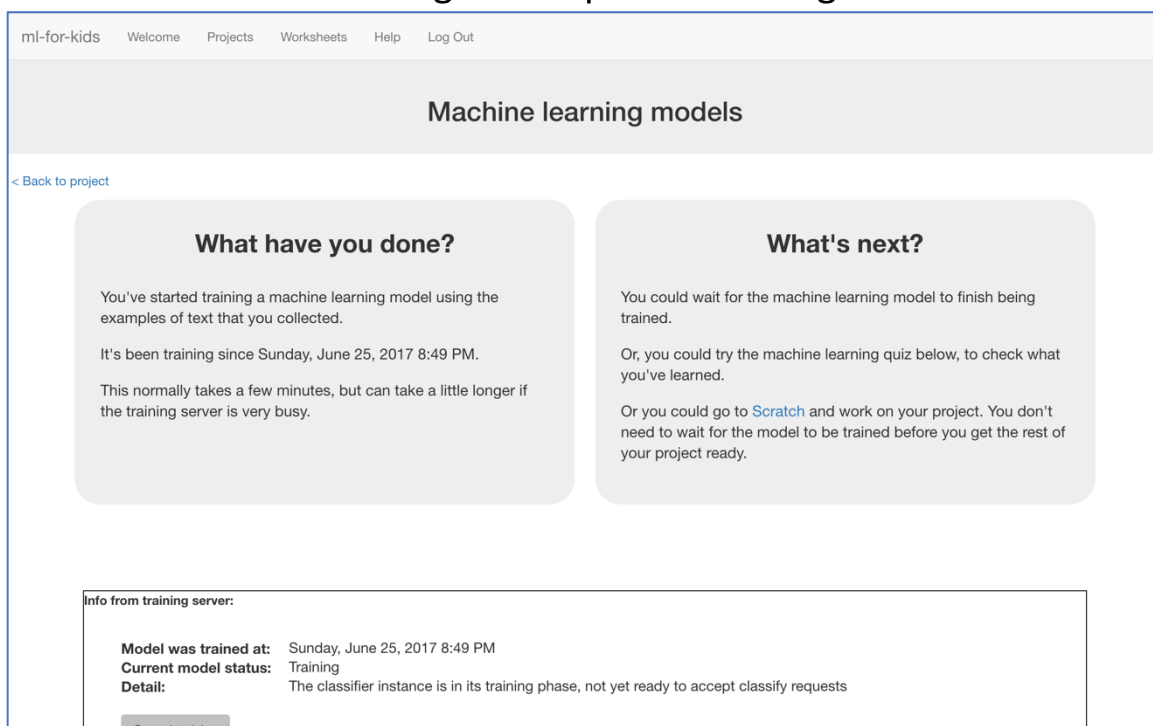 ml-for-kids Welcome Projects Worksheets Help Log Out
Machine learning models
< Back to project
What have you done?
You've started training a machine learning model using the
examples of text that you collected.
It's been training since Sunday, June 25, 2017 8:49 PM.
This normally takes a few minutes, but can take a little longer if
the training server is very busy.
What's next?
You could wait for the machine learning model to finish being
trained.
Or, you could try the machine learning quiz below, to check what
you've learned.
Or you could go to Scratch and work on your project. You don't
need to wait for the model to be trained before you get the rest of
your project ready.
Info from training server:
Model was trained at: Sunday, June 25, 2017 8:49 PM
Current model status: Training
Detail: The classifier instance is in its training phase, not yet ready to accept classify requests